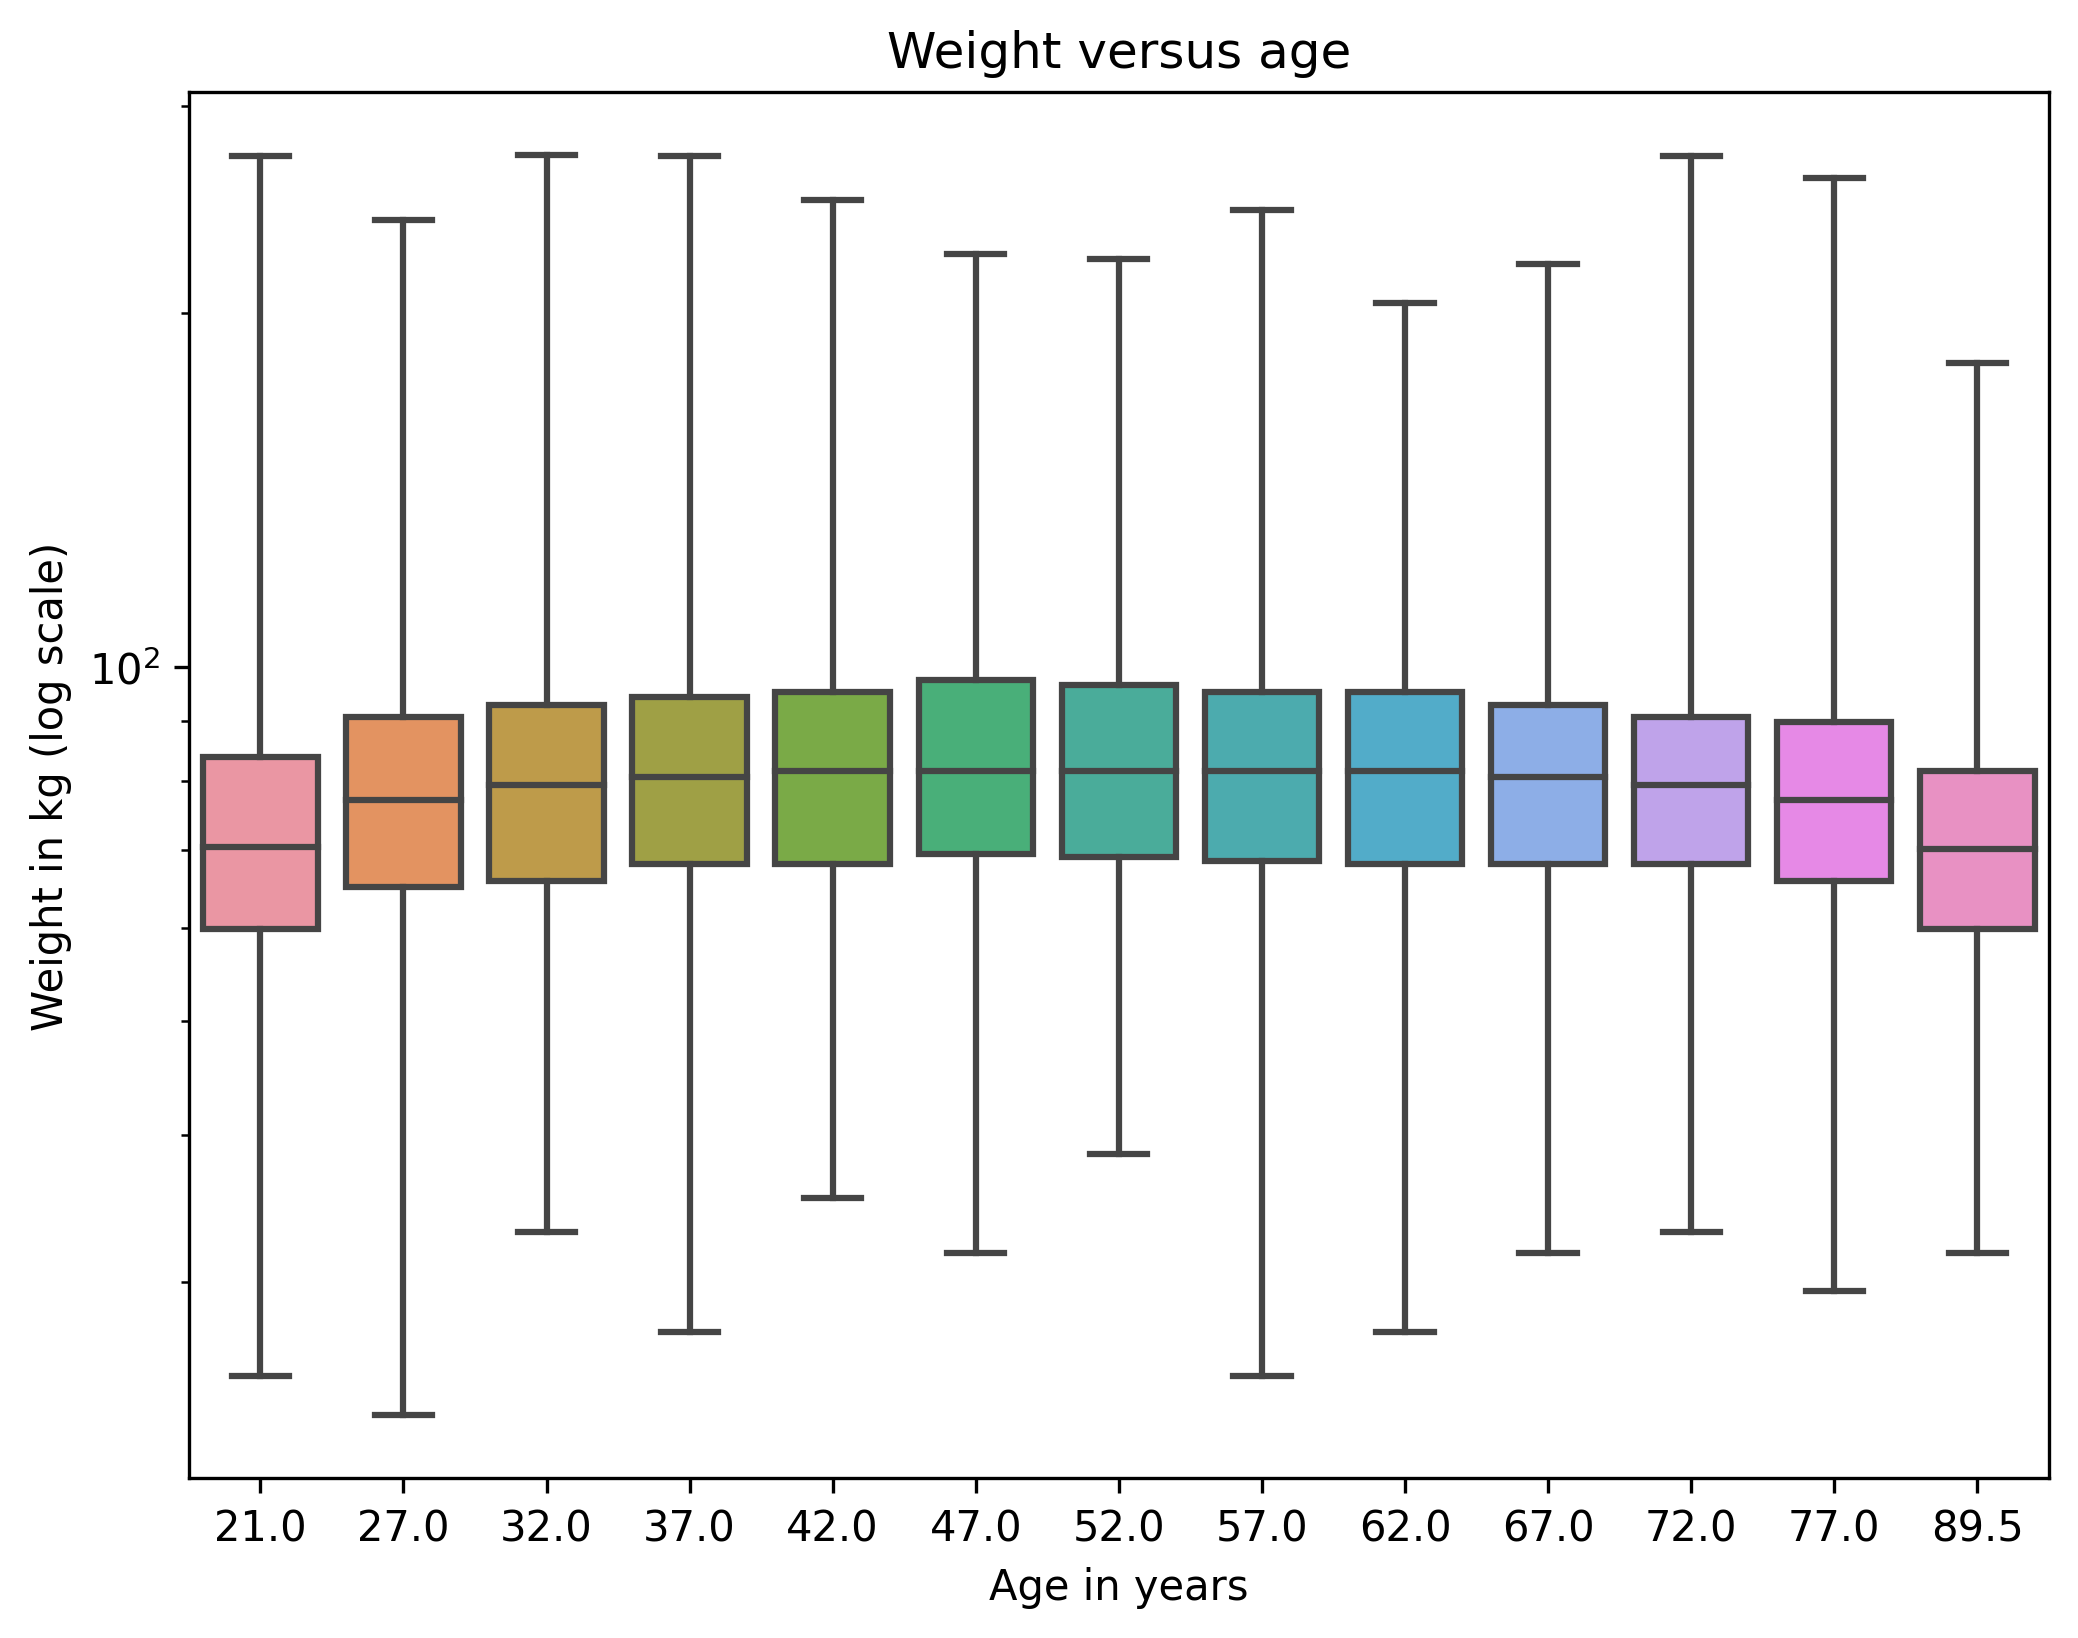 Weight versus age
Weight in kg (log scale)
10²
21.0 27.0 32.0 37.0 42.0 47.0 52.0 57.0 62.0 67.0 72.0 77.0 89.5
Age in years